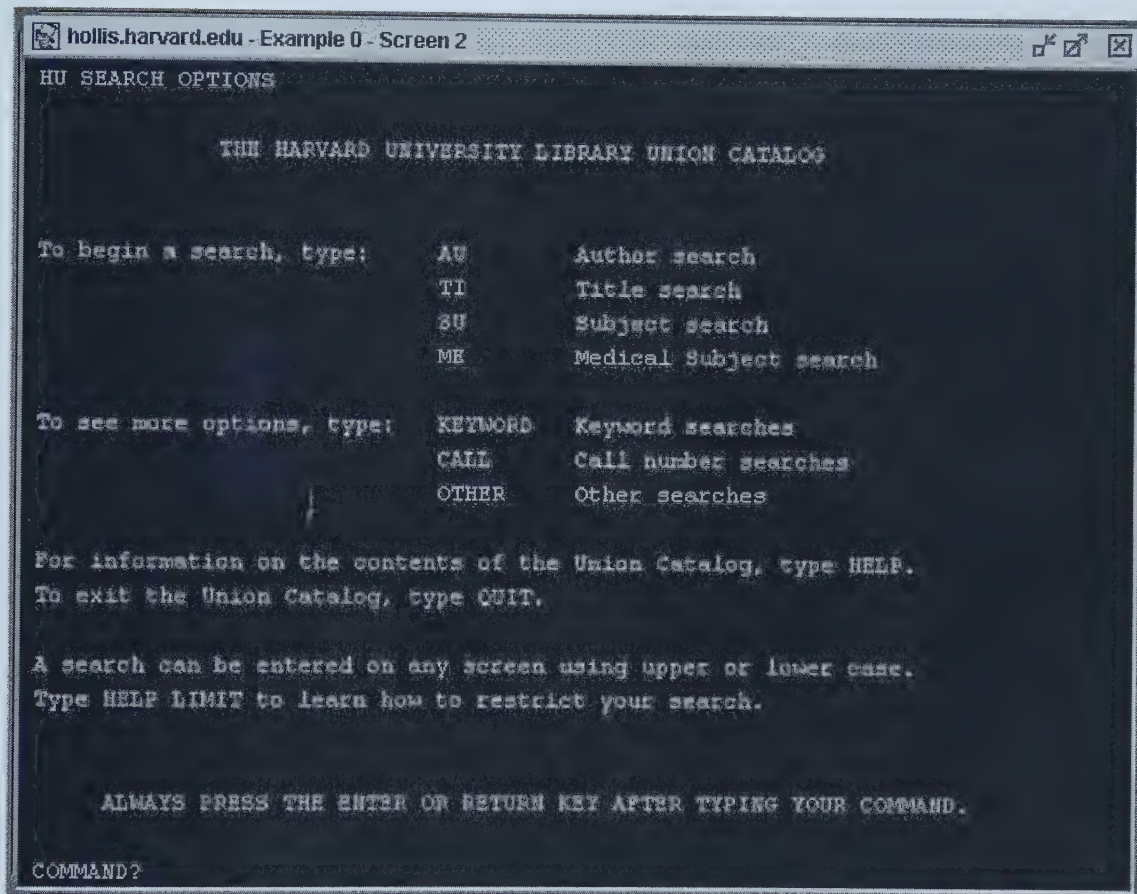 hollis.harvard.edu - Example 0 - Screen 2
HU SEARCH OPTIONS
THE HARVARD UNIVERSITY LIBRARY UNION CATALOG
To begin a search, type: AU Author search
TI Title search
SU Subject search
ME Medical Subject search
To see more options, type: KEYWORD Keyword searches
CALL Call number searches
OTHER Other searches
For information on the contents of the Union Catalog, type HELP.
To exit the Union Catalog, type QUIT.
A search can be entered on any screen using upper or lower case.
Type HELP LIMIT to learn how to restrict your search.
ALWAYS PRESS THE ENTER OR RETURN KEY AFTER TYPING YOUR COMMAND.
COMMAND?